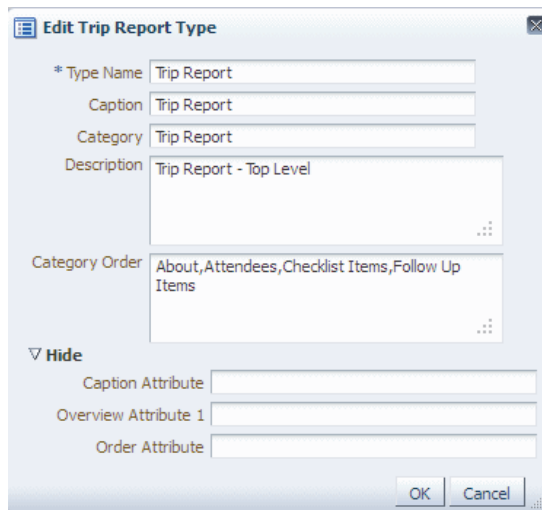 Edit Trip Report Type
* Type Name Trip Report
Caption Trip Report
Category Trip Report
Description Trip Report - Top Level
Category Order About,Attendees,Checklist Items,Follow Up
Items
Hide
Caption Attribute
Overview Attribute 1
Order Attribute
OK Cancel